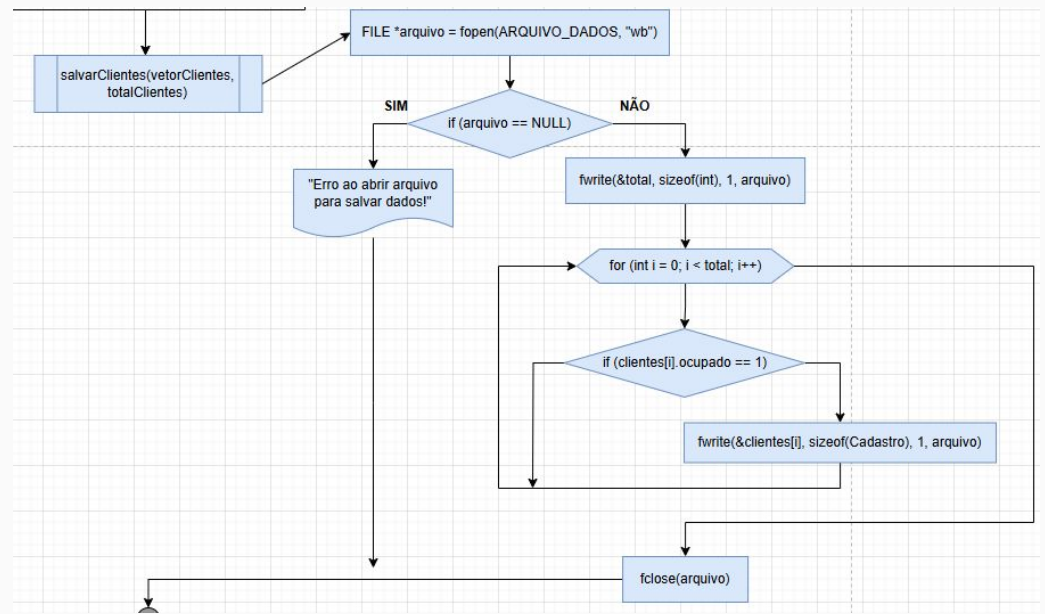 FILE *arquivo = fopen(ARQUIVO_DADOS, "wb")
salvarClientes(vetorClientes,
totalClientes)
SIM
NÃO
if (arquivo == NULL)
"Erro ao abrir arquivo
para salvar dados!"
fwrite(&total, sizeof(int), 1, arquivo)
for (int i = 0; i < total; i++)
if (clientes[i].ocupado == 1)
fwrite(&clientes[i], sizeof(Cadastro), 1, arquivo)
fclose(arquivo)